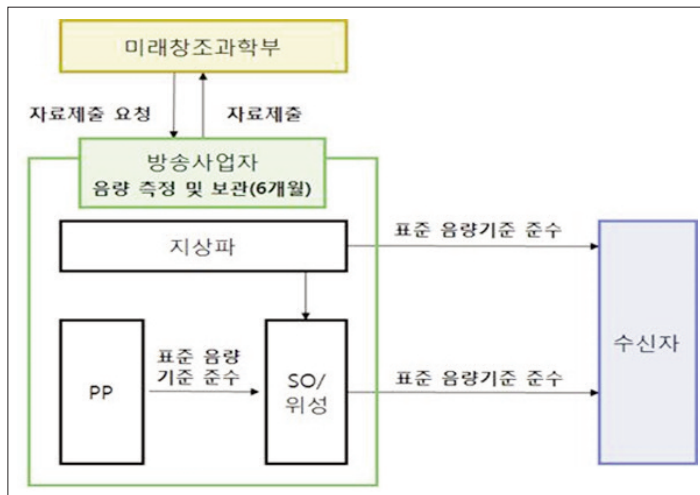 미래창조과학부
자료제출 요청
자료제출
방송사업자
음량 측정 및 보관(6개월)
지상파
표준 음량기준 준수
PP
표준 음량
기준 준수
SO/
위성
표준 음량기준 준수
수신자